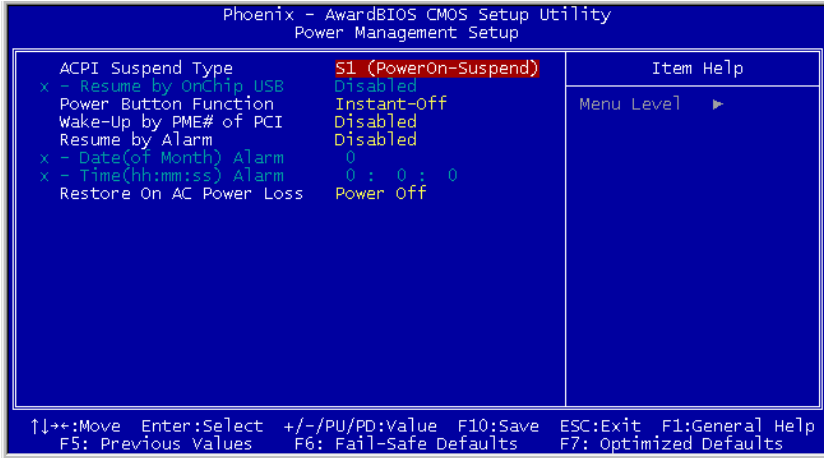 Phoenix - AwardBIOS CMOS Setup Utility
Power Management Setup
ACPI Suspend Type S1 (PowerOn-Suspend)
x - Resume by OnChip USB Disabled
Power Button Function Instant-Off
Wake-Up by PME# of PCI Disabled
Resume by Alarm Disabled
x - Date(of Month) Alarm 0
x - Time(hh:mm:ss) Alarm 0 : 0 : 0
Restore On AC Power Loss Power Off
Item Help
Menu Level ►
↑↓→←:Move Enter:Select +/-/PU/PD:Value F10:Save ESC:Exit F1:General Help
F5: Previous Values F6: Fail-Safe Defaults F7: Optimized Defaults